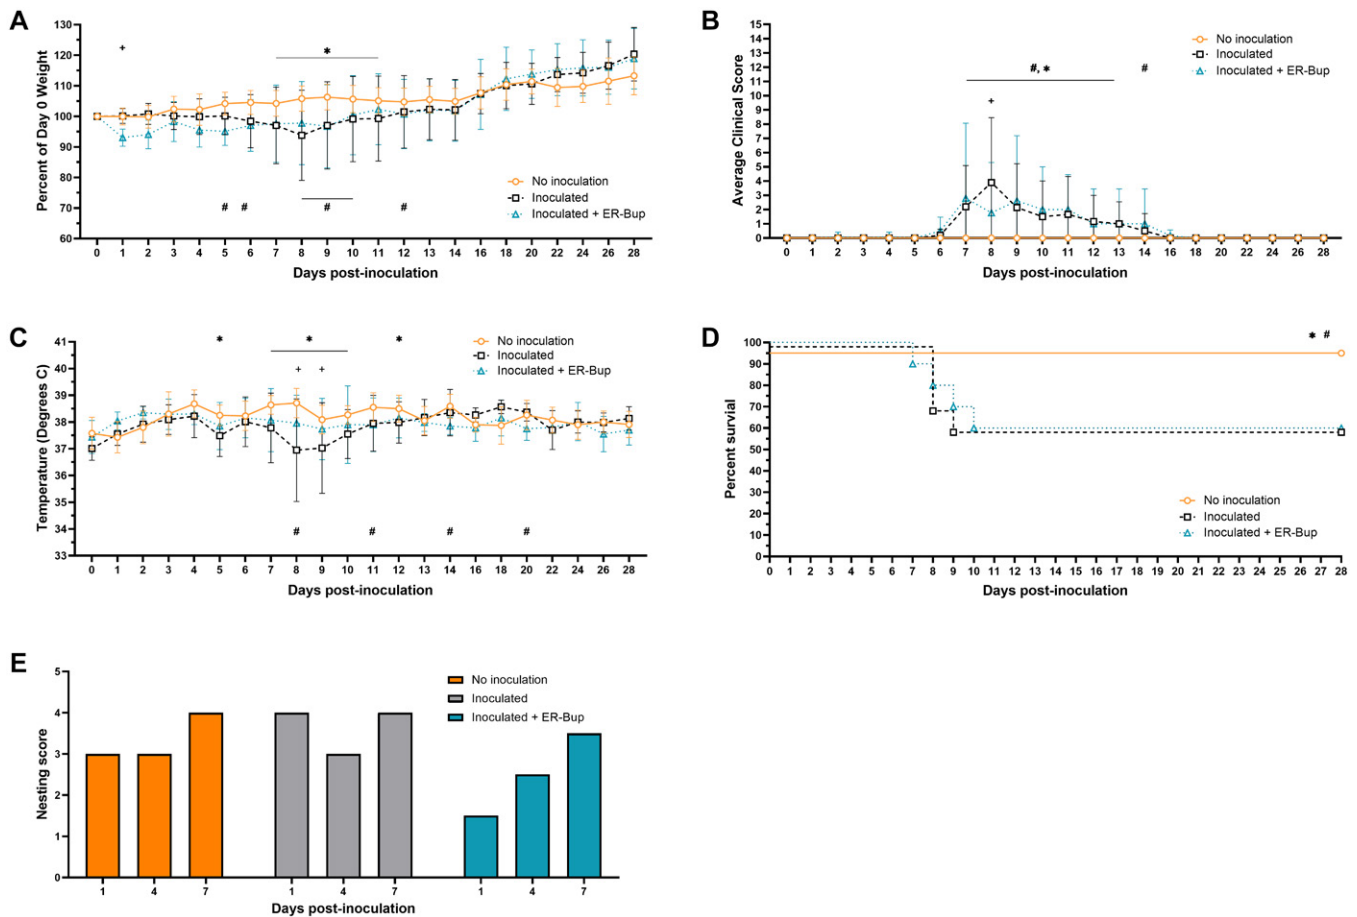 A
Percent of Day 0 Weight
130
120
110
100
90
80
70
60
+
*
# # # #
No inoculation
Inoculated
Inoculated + ER-Bup
0 1 2 3 4 5 6 7 8 9 10 11 12 13 14 16 18 20 22 24 26 28
Days post-inoculation
B
Average Clinical Score
15
14
13
12
11
10
9
8
7
6
5
4
3
2
1
0
No inoculation
Inoculated
Inoculated + ER-Bup
#, * #
+
0 1 2 3 4 5 6 7 8 9 10 11 12 13 14 16 18 20 22 24 26 28
Days post-inoculation
C
Temperature (Degrees C)
41
40
39
38
37
36
35
34
33
* * *
+ +
No inoculation
Inoculated
Inoculated + ER-Bup
# # # #
0 1 2 3 4 5 6 7 8 9 10 11 12 13 14 16 18 20 22 24 26 28
Days post-inoculation
D
Percent survival
100
90
80
70
60
50
40
30
20
10
0
* #
No inoculation
Inoculated
Inoculated + ER-Bup
0 1 2 3 4 5 6 7 8 9 10 11 12 13 14 15 16 17 18 19 20 21 22 23 24 25 26 27 28
Days post-inoculation
E
Nesting score
5
4
3
2
1
0
No inoculation
Inoculated
Inoculated + ER-Bup
1 4 7 1 4 7 1 4 7
Days post-inoculation